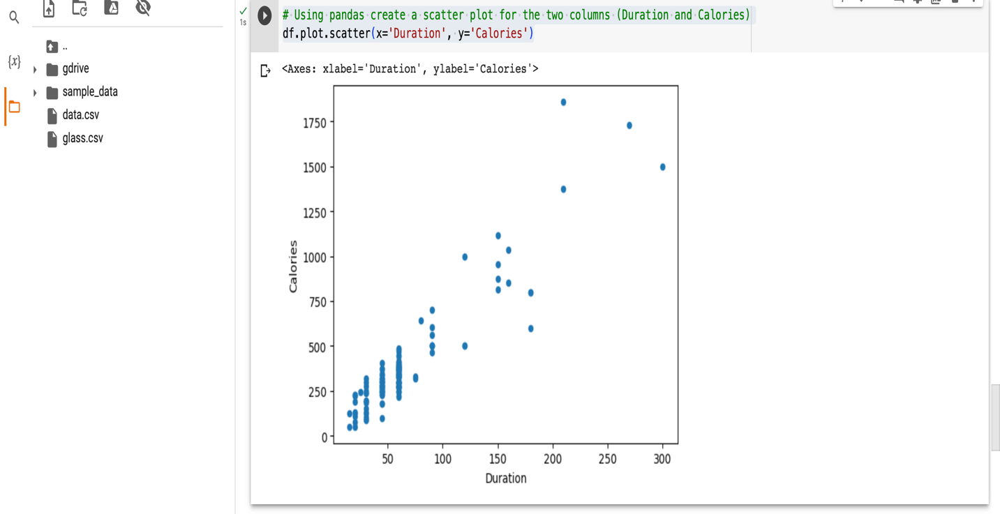 # Using pandas create a scatter plot for the two columns (Duration and Calories)
df.plot.scatter(x='Duration', y='Calories')
1s
{x}
..
gdrive
sample_data
data.csv
glass.csv
<Axes: xlabel='Duration', ylabel='Calories'>
1750
1500
1250
1000
750
500
250
0
Calories
50 100 150 200 250 300
Duration